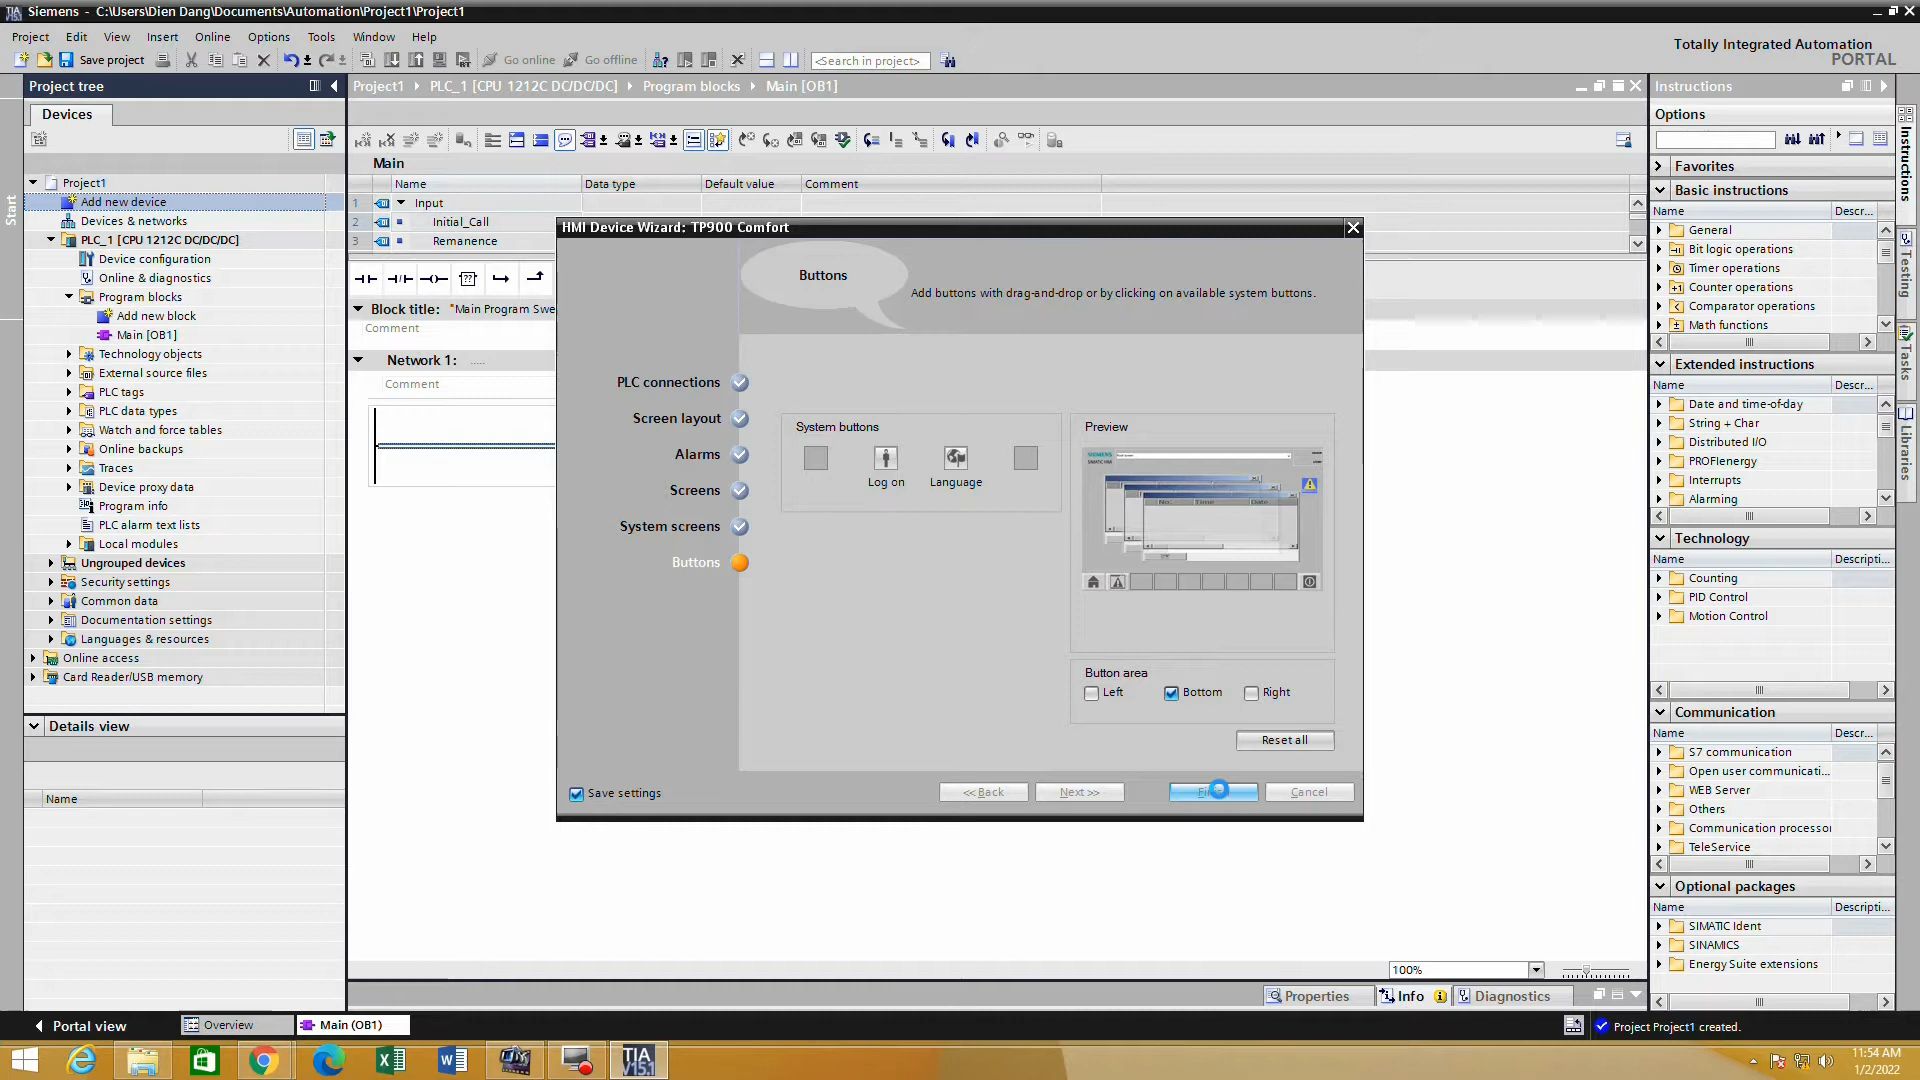 Siemens - C:\Users\Dien Dang\Documents\Automation\Project1\Project1
Project Edit View Insert Online Options Tools Window Help
Totally Integrated Automation
PORTAL
Save project
Go online
Go offline
<Search in project>
Project tree
Project1 PLC_1 [CPU 1212C DC/DC/DC] Program blocks Main [OB1]
Instructions
Devices
Options
Start
Project1
Add new device
Devices & networks
PLC_1 [CPU 1212C DC/DC/DC]
Device configuration
Online & diagnostics
Program blocks
Add new block
Main [OB1]
Technology objects
External source files
PLC tags
PLC data types
Watch and force tables
Online backups
Traces
Device proxy data
Program info
PLC alarm text lists
Local modules
Ungrouped devices
Security settings
Common data
Documentation settings
Languages & resources
Online access
Card Reader/USB memory
Details view
Name
Main
Name Data type Default value Comment
1 Input
2 Initial_Call
3 Remanence
Block title: "Main Program Swe
Comment
Network 1: .....
Comment
HMI Device Wizard: TP900 Comfort
Buttons
Add buttons with drag-and-drop or by clicking on available system buttons.
PLC connections
Screen layout
Alarms
Screens
System screens
Buttons
System buttons
Log on
Language
Preview
SIEMENS
SIMATIC HMI
No. Time Date
Button area
Left Bottom Right
Reset all
Save settings
<< Back
Next >>
Cancel
Favorites
Basic instructions
Name Descr...
General
Bit logic operations
Timer operations
Counter operations
Comparator operations
Math functions
Extended instructions
Name Descr...
Date and time-of-day
String + Char
Distributed I/O
PROFIenergy
Interrupts
Alarming
Technology
Name Descripti...
Counting
PID Control
Motion Control
Communication
Name Descr...
S7 communication
Open user communicati...
WEB Server
Others
Communication processor
TeleService
Optional packages
Name Descripti...
SIMATIC Ident
SINAMICS
Energy Suite extensions
Instructions
Testing
Tasks
Libraries
100%
Properties
Info
Diagnostics
Portal view
Overview
Main (OB1)
Project Project1 created.
TIA
V15.1
11:54 AM
1/2/2022